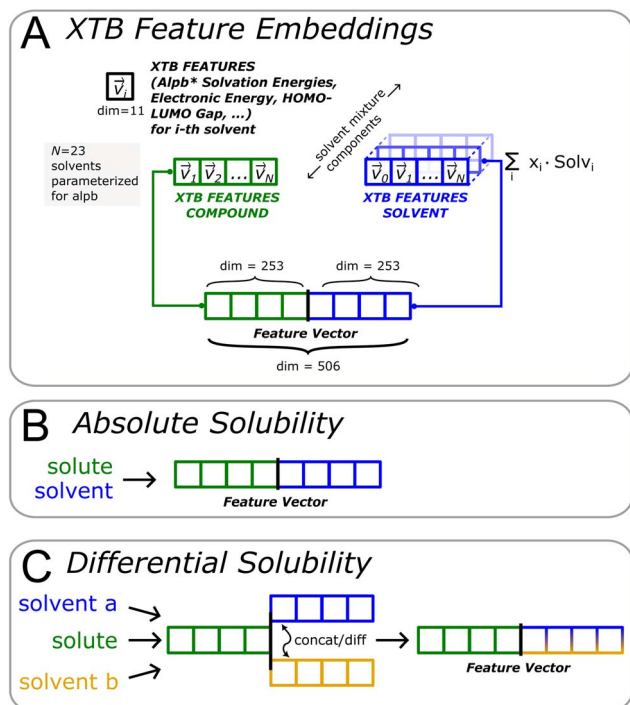 A XTB Feature Embeddings
v⃗i
dim=11
XTB FEATURES
(Alpb* Solvation Energies,
Electronic Energy, HOMO-
LUMO Gap, ...)
for i-th solvent
N=23
solvents
parameterized
for alpb
solvent mixture
components
v⃗1 v⃗2 ... v⃗N
XTB FEATURES
COMPOUND
v⃗0 v⃗1 ... v⃗N
XTB FEATURES
SOLVENT
∑i xi · Solvi
dim = 253
dim = 253
Feature Vector
dim = 506
B Absolute Solubility
solute
solvent
Feature Vector
C Differential Solubility
solvent a
solute
solvent b
concat/diff
Feature Vector